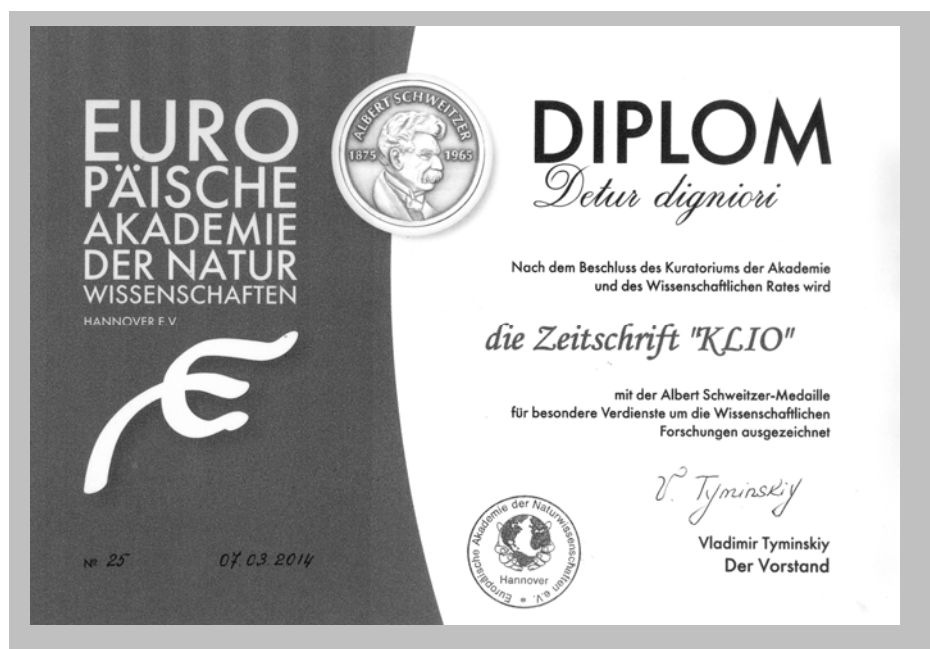 EURO
PÄISCHE
AKADEMIE
DER NATUR
WISSENSCHAFTEN
HANNOVER E.V.
ALBERT SCHWEITZER
1875 1965
DIPLOM
Detur digniori
Nach dem Beschluss des Kuratoriums der Akademie
und des Wissenschaftlichen Rates wird
die Zeitschrift "KLIO"
mit der Albert Schweitzer-Medaille
für besondere Verdienste um die Wissenschaftlichen
Forschungen ausgezeichnet
V. Tyminskiy
Vladimir Tyminskiy
Der Vorstand
Europäische Akademie der Naturwissenschaften e.V.
Hannover
№ 25 07.03.2014